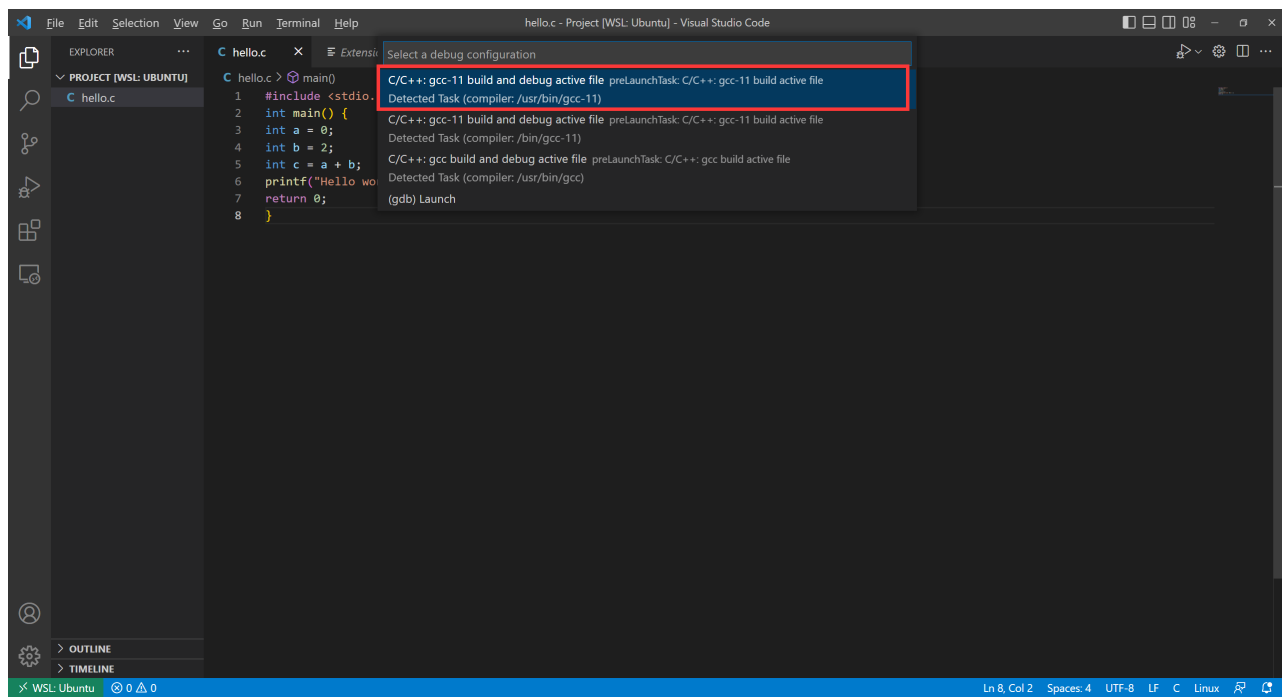 File Edit Selection View Go Run Terminal Help hello.c - Project [WSL: Ubuntu] - Visual Studio Code
EXPLORER ···
PROJECT [WSL: UBUNTU]
C hello.c
C hello.c Extensi
C hello.c > main()
Select a debug configuration
C/C++: gcc-11 build and debug active file preLaunchTask: C/C++: gcc-11 build active file
Detected Task (compiler: /usr/bin/gcc-11)
C/C++: gcc-11 build and debug active file preLaunchTask: C/C++: gcc-11 build active file
Detected Task (compiler: /bin/gcc-11)
C/C++: gcc build and debug active file preLaunchTask: C/C++: gcc build active file
Detected Task (compiler: /usr/bin/gcc)
(gdb) Launch
1 #include <stdio.
2 int main() {
3 int a = 0;
4 int b = 2;
5 int c = a + b;
6 printf("Hello wo
7 return 0;
8 }
OUTLINE
TIMELINE
WSL: Ubuntu 0 0 Ln 8, Col 2 Spaces: 4 UTF-8 LF C Linux